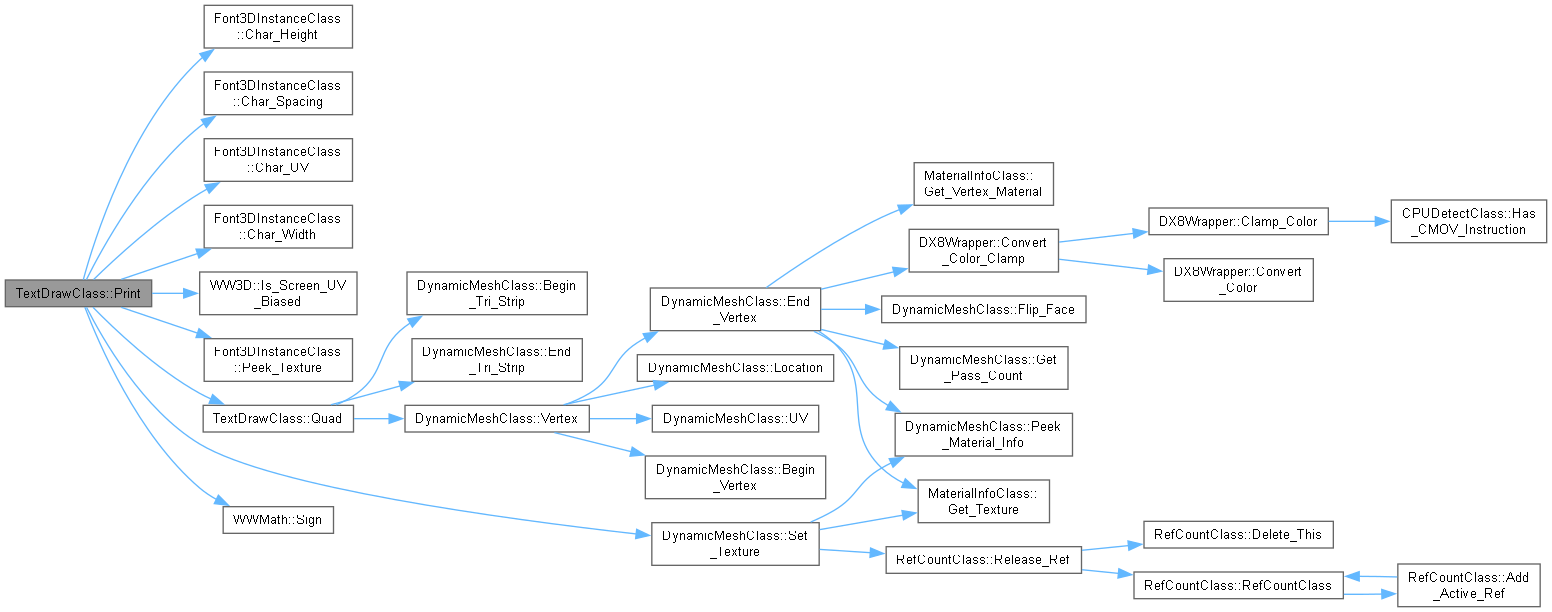 Font3DInstanceClass
::Char_Height
Font3DInstanceClass
::Char_Spacing
Font3DInstanceClass
::Char_UV
Font3DInstanceClass
::Char_Width
TextDrawClass::Print
WW3D::Is_Screen_UV
_Biased
Font3DInstanceClass
::Peek_Texture
TextDrawClass::Quad
WWMath::Sign
DynamicMeshClass::Begin
_Tri_Strip
DynamicMeshClass::End
_Tri_Strip
DynamicMeshClass::Vertex
DynamicMeshClass::End
_Vertex
DynamicMeshClass::Location
DynamicMeshClass::UV
DynamicMeshClass::Begin
_Vertex
DynamicMeshClass::Set
_Texture
MaterialInfoClass::
Get_Vertex_Material
DX8Wrapper::Convert
_Color_Clamp
DynamicMeshClass::Flip_Face
DynamicMeshClass::Get
_Pass_Count
DynamicMeshClass::Peek
_Material_Info
MaterialInfoClass::
Get_Texture
RefCountClass::Release_Ref
DX8Wrapper::Clamp_Color
DX8Wrapper::Convert
_Color
RefCountClass::Delete_This
RefCountClass::RefCountClass
CPUDetectClass::Has
_CMOV_Instruction
RefCountClass::Add
_Active_Ref